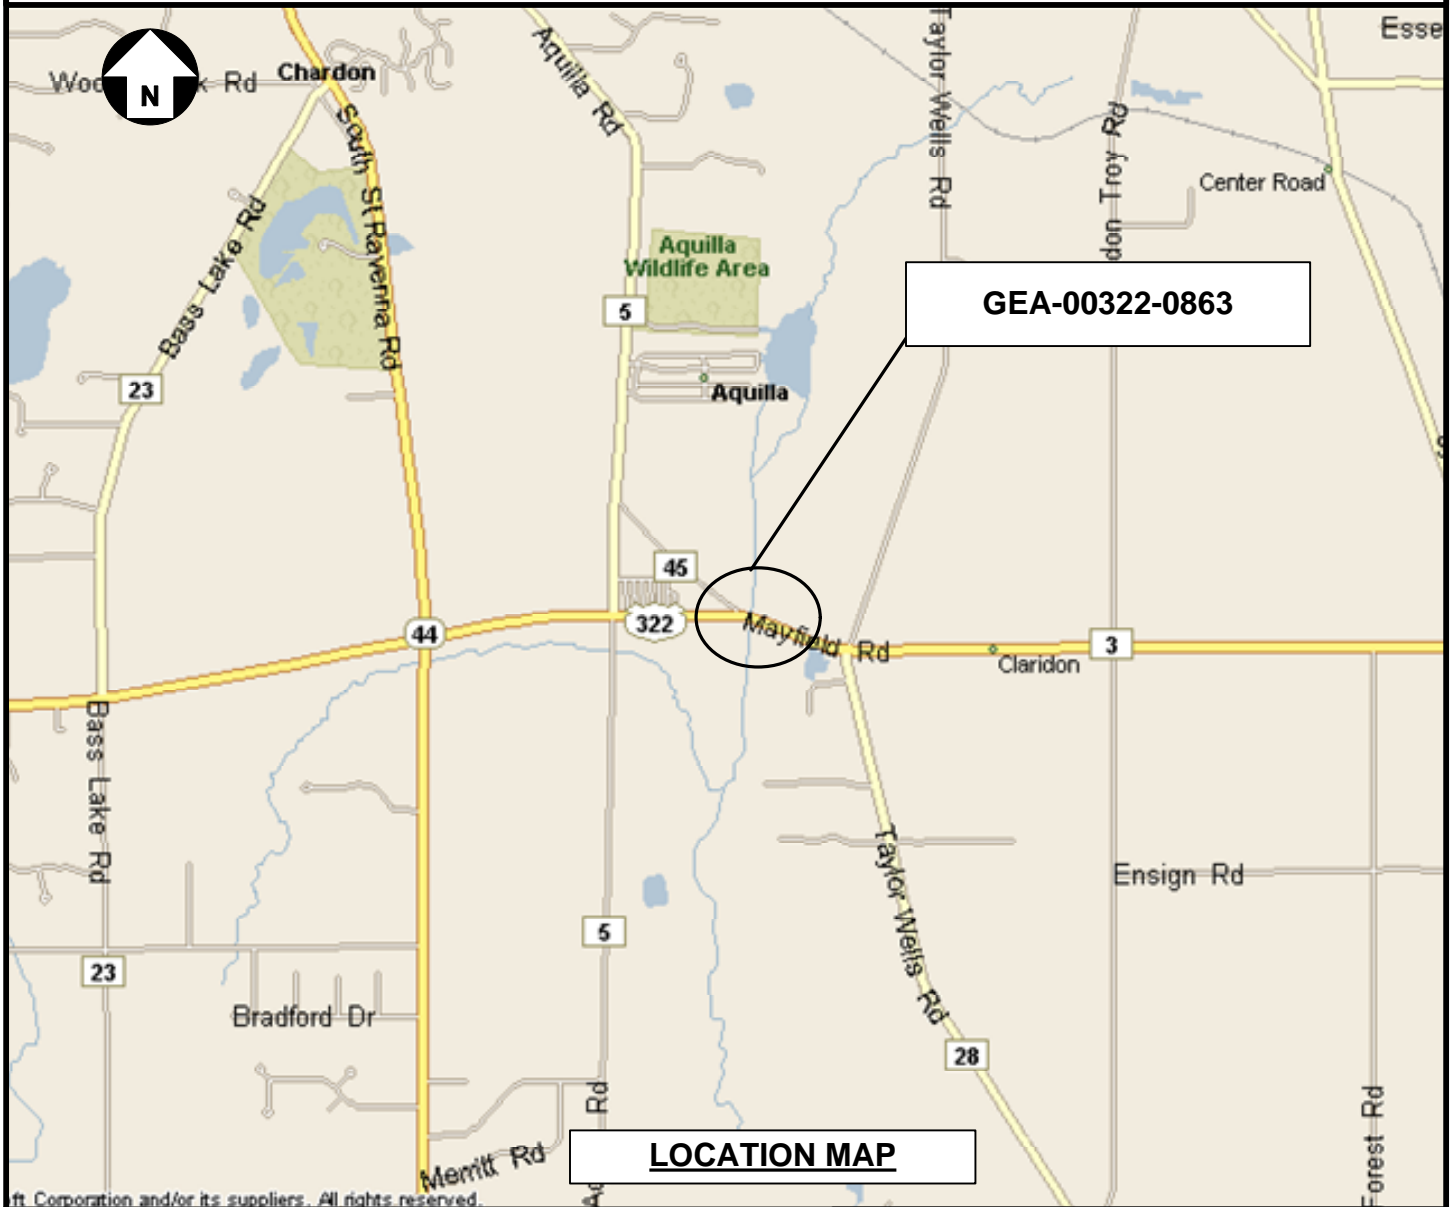 Esse
Aquilla Rd
Taylor Wells Rd
Chardon
Rd
N
South St
Ravenna Rd
don Troy Rd
Center Road
Bass Lake Rd
Aquilla
Wildlife Area
GEA-00322-0863
5
23
Aquilla
45
322
Mayfield Rd
44
3
Claridon
Bass Lake Rd
Taylor Wells Rd
Ensign Rd
5
23
Bradford Dr
28
Rd
Forest Rd
LOCATION MAP
Merritt Rd
ft Corporation and/or its suppliers. All rights reserved.